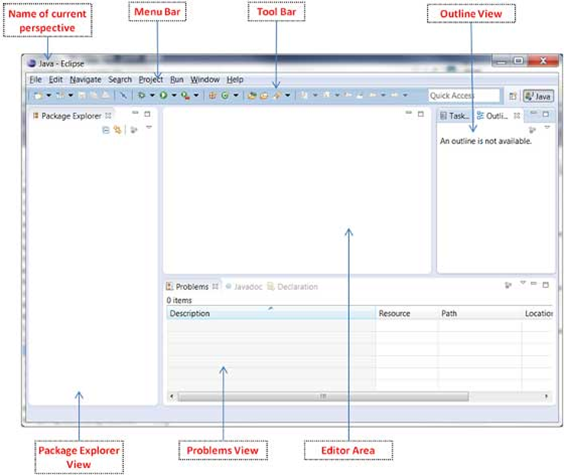 Name of current
perspective
Menu Bar
Tool Bar
Outline View
Java - Eclipse
File Edit Navigate Search Project Run Window Help
Quick Access
Java
Package Explorer
Task..
Outli..
An outline is not available.
Problems Javadoc Declaration
0 items
Description Resource Path Location
Package Explorer
View
Problems View
Editor Area